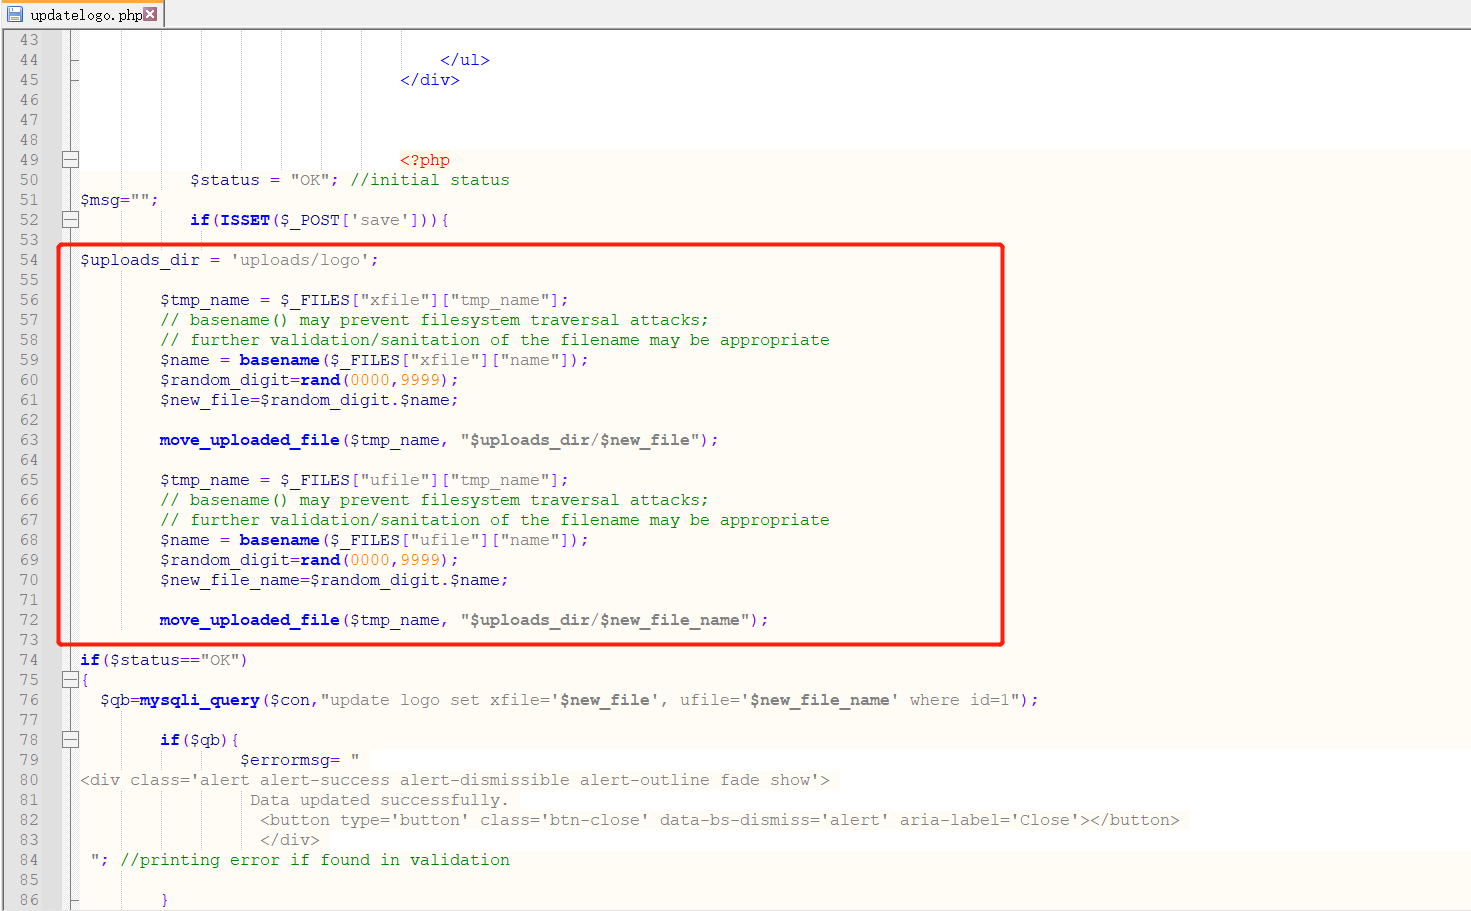 updatelogo.php
43
44 </ul>
45 </div>
46
47
48
49 <?php
50 $status = "OK"; //initial status
51 $msg="";
52 if(ISSET($_POST['save'])){
53
54 $uploads_dir = 'uploads/logo';
55
56 $tmp_name = $_FILES["xfile"]["tmp_name"];
57 // basename() may prevent filesystem traversal attacks;
58 // further validation/sanitation of the filename may be appropriate
59 $name = basename($_FILES["xfile"]["name"]);
60 $random_digit=rand(0000,9999);
61 $new_file=$random_digit.$name;
62
63 move_uploaded_file($tmp_name, "$uploads_dir/$new_file");
64
65 $tmp_name = $_FILES["ufile"]["tmp_name"];
66 // basename() may prevent filesystem traversal attacks;
67 // further validation/sanitation of the filename may be appropriate
68 $name = basename($_FILES["ufile"]["name"]);
69 $random_digit=rand(0000,9999);
70 $new_file_name=$random_digit.$name;
71
72 move_uploaded_file($tmp_name, "$uploads_dir/$new_file_name");
73
74 if($status=="OK")
75 {
76 $qb=mysqli_query($con,"update logo set xfile='$new_file', ufile='$new_file_name' where id=1");
77
78 if($qb){
79 $errormsg= "
80 <div class='alert alert-success alert-dismissible alert-outline fade show'>
81 Data updated successfully.
82 <button type='button' class='btn-close' data-bs-dismiss='alert' aria-label='Close'></button>
83 </div>
84 "; //printing error if found in validation
85
86 }